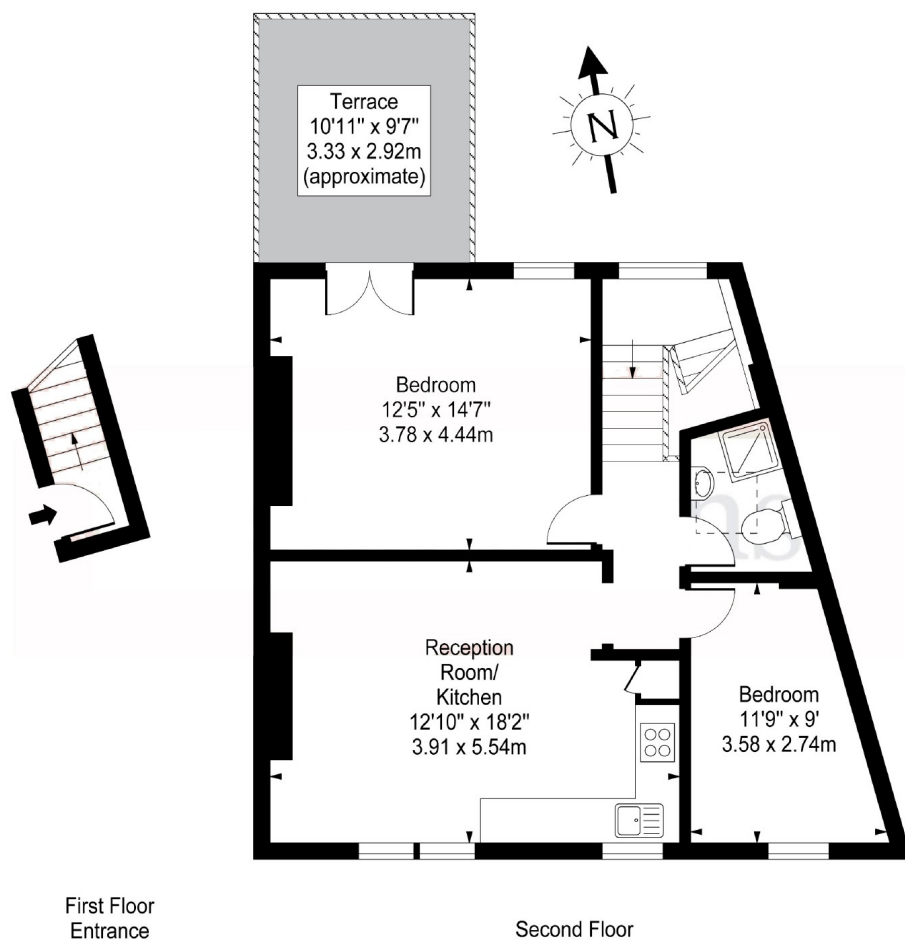 Terrace
10'11" x 9'7"
3.33 x 2.92m
(approximate)
N
Bedroom
12'5" x 14'7"
3.78 x 4.44m
Reception
Room/
Kitchen
12'10" x 18'2"
3.91 x 5.54m
Bedroom
11'9" x 9'
3.58 x 2.74m
First Floor
Entrance
Second Floor